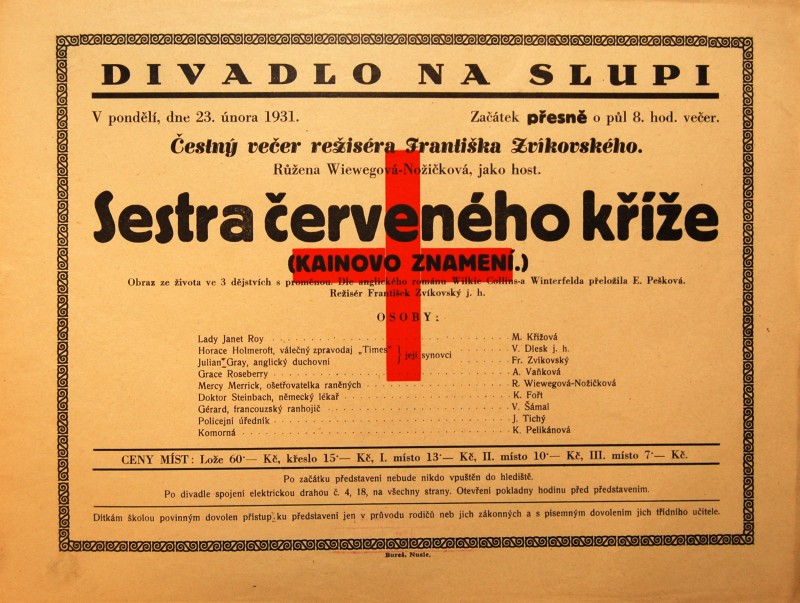 DIVADLO NA SLUPI
V pondělí, dne 23. února 1931. Začátek přesně o půl 8. hod. večer.
Čestný večer režiséra Františka Zvíkovského.
Růžena Wiewegová-Nožičková, jako host.
Sestra červeného kříže
(KAINOVO ZNAMENÍ.)
Obraz ze života ve 3 dějstvích s proměnou. Dle anglického románu Wilkie Collins-a Winterfelda přeložila E. Pešková.
Režisér František Zvíkovský j. h.
OSOBY:
Lady Janet Roy . . . M. Křížová
Horace Holmeroft, válečný zpravodaj „Times" } její synovci . . . V. Dlesk j. h.
Julian Gray, anglický duchovní . . . Fr. Zvíkovský
Grace Roseberry . . . A. Vaňková
Mercy Merrick, ošetřovatelka raněných . . . R. Wiewegová-Nožičková
Doktor Steinbach, německý lékař . . . K. Fořt
Gérard, francouzský ranhojič . . . V. Šámal
Policejní úředník . . . J. Tichý
Komorná . . . K. Pelikánová
CENY MÍST: Lože 60·— Kč, křeslo 15·— Kč, I. místo 13·— Kč, II. místo 10·— Kč, III. místo 7·— Kč.
Po začátku představení nebude nikdo vpuštěn do hlediště.
Po divadle spojení elektrickou drahou č. 4, 18, na všechny strany. Otevření pokladny hodinu před představením.
Dítkám školou povinným dovolen přístup ku představení jen v průvodu rodičů neb jich zákonných a s písemným dovolením jich třídního učitele.
Bureš, Nusle.